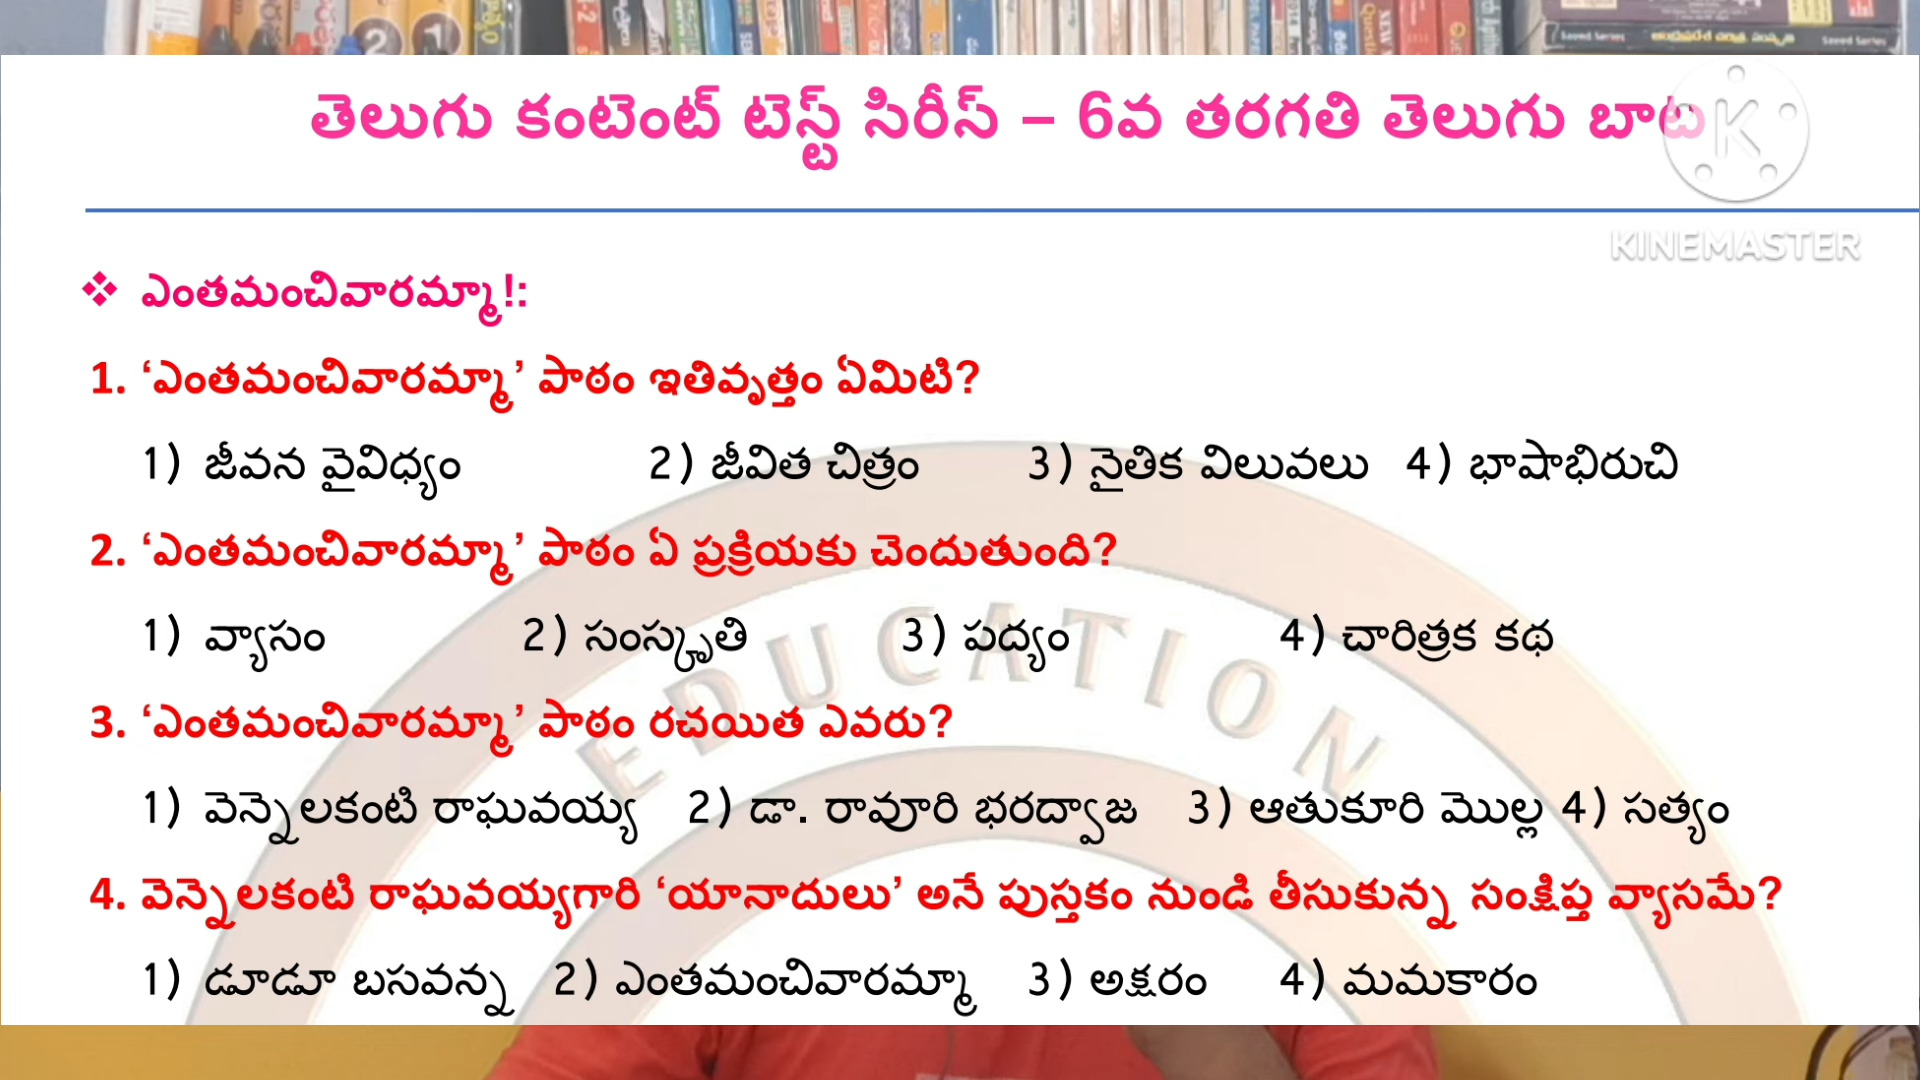 తెలుగు కంటెంట్ టెస్ట్ సిరీస్ – 6వ తరగతి తెలుగు బాట
KINEMASTER
❖ ఎంతమంచివారమ్మా!:
1. ‘ఎంతమంచివారమ్మా’ పాఠం ఇతివృత్తం ఏమిటి?
1) జీవన వైవిధ్యం 2) జీవిత చిత్రం 3) నైతిక విలువలు 4) భాషాభిరుచి
2. ‘ఎంతమంచివారమ్మా’ పాఠం ఏ ప్రక్రియకు చెందుతుంది?
1) వ్యాసం 2) సంస్కృతి 3) పద్యం 4) చారిత్రక కథ
EDUCATION
3. ‘ఎంతమంచివారమ్మా’ పాఠం రచయిత ఎవరు?
1) వెన్నెలకంటి రాఘవయ్య 2) డా. రావూరి భరద్వాజ 3) ఆతుకూరి మొల్ల 4) సత్యం
4. వెన్నెలకంటి రాఘవయ్యగారి ‘యానాదులు’ అనే పుస్తకం నుండి తీసుకున్న సంక్షిప్త వ్యాసమే?
1) డూడూ బసవన్న 2) ఎంతమంచివారమ్మా 3) అక్షరం 4) మమకారం